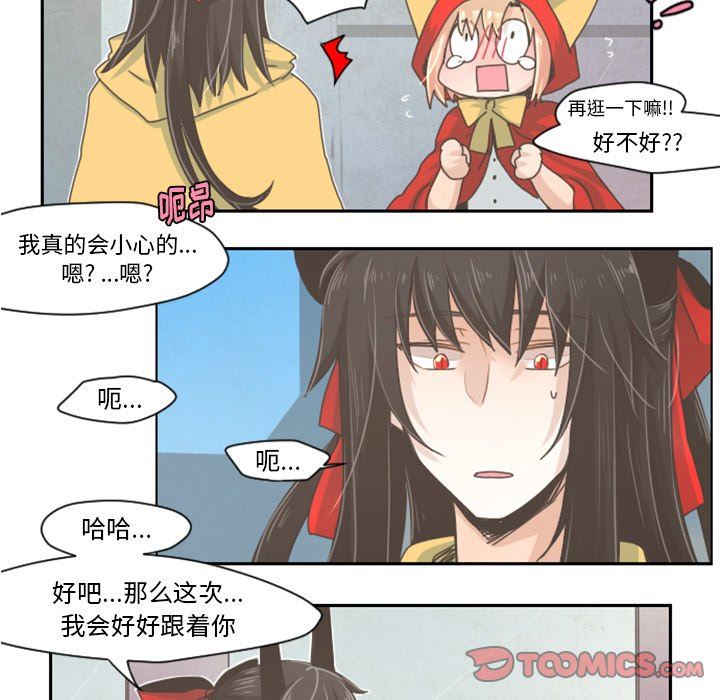 再逛一下嘛!!
好不好??
呃昂
我真的会小心的...
嗯? ...嗯?
呃...
呃...
哈哈...
好吧...那么这次...
我会好好跟着你
TOOMICS.COM